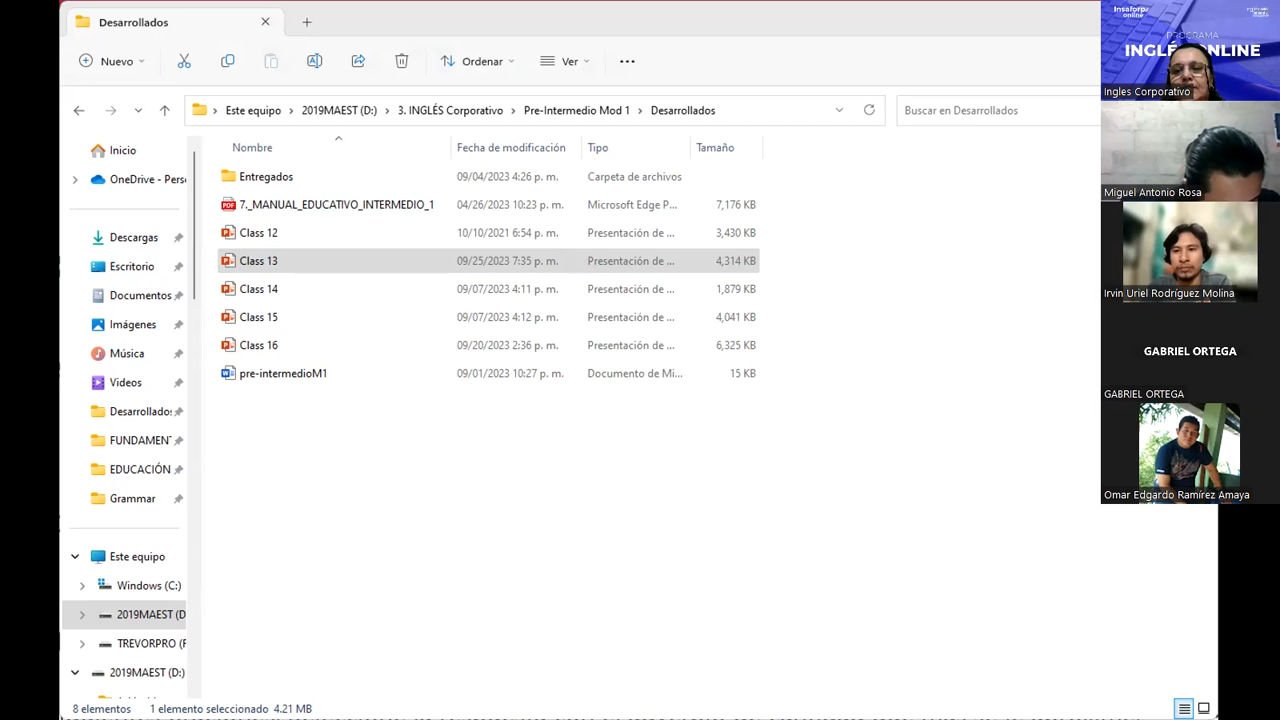 Desarrollados
Nuevo
Ordenar
Ver
Este equipo
2019MAEST (D:)
3. INGLÉS Corporativo
Pre-Intermedio Mod 1
Desarrollados
Buscar en Desarrollados
Inicio
OneDrive - Perso
Descargas
Escritorio
Documentos
Imágenes
Música
Videos
Desarrollados
FUNDAMENT
EDUCACIÓN
Grammar
Este equipo
Windows (C:)
2019MAEST (D
TREVORPRO (F
2019MAEST (D:)
Nombre Fecha de modificación Tipo Tamaño
Entregados 09/04/2023 4:26 p. m. Carpeta de archivos
7._MANUAL_EDUCATIVO_INTERMEDIO_1 04/26/2023 10:23 p. m. Microsoft Edge P... 7,176 KB
Class 12 10/10/2021 6:54 p. m. Presentación de ... 3,430 KB
Class 13 09/25/2023 7:35 p. m. Presentación de ... 4,314 KB
Class 14 09/07/2023 4:11 p. m. Presentación de ... 1,879 KB
Class 15 09/07/2023 4:12 p. m. Presentación de ... 4,041 KB
Class 16 09/20/2023 2:36 p. m. Presentación de ... 6,325 KB
pre-intermedioM1 09/01/2023 10:27 p. m. Documento de Mi... 15 KB
8 elementos 1 elemento seleccionado 4.21 MB
Insaforp
online
PROGRAMA
INGLÉS ONLINE
Ingles Corporativo
Miguel Antonio Rosa
Irvin Uriel Rodríguez Molina
GABRIEL ORTEGA
GABRIEL ORTEGA
Omar Edgardo Ramírez Amaya